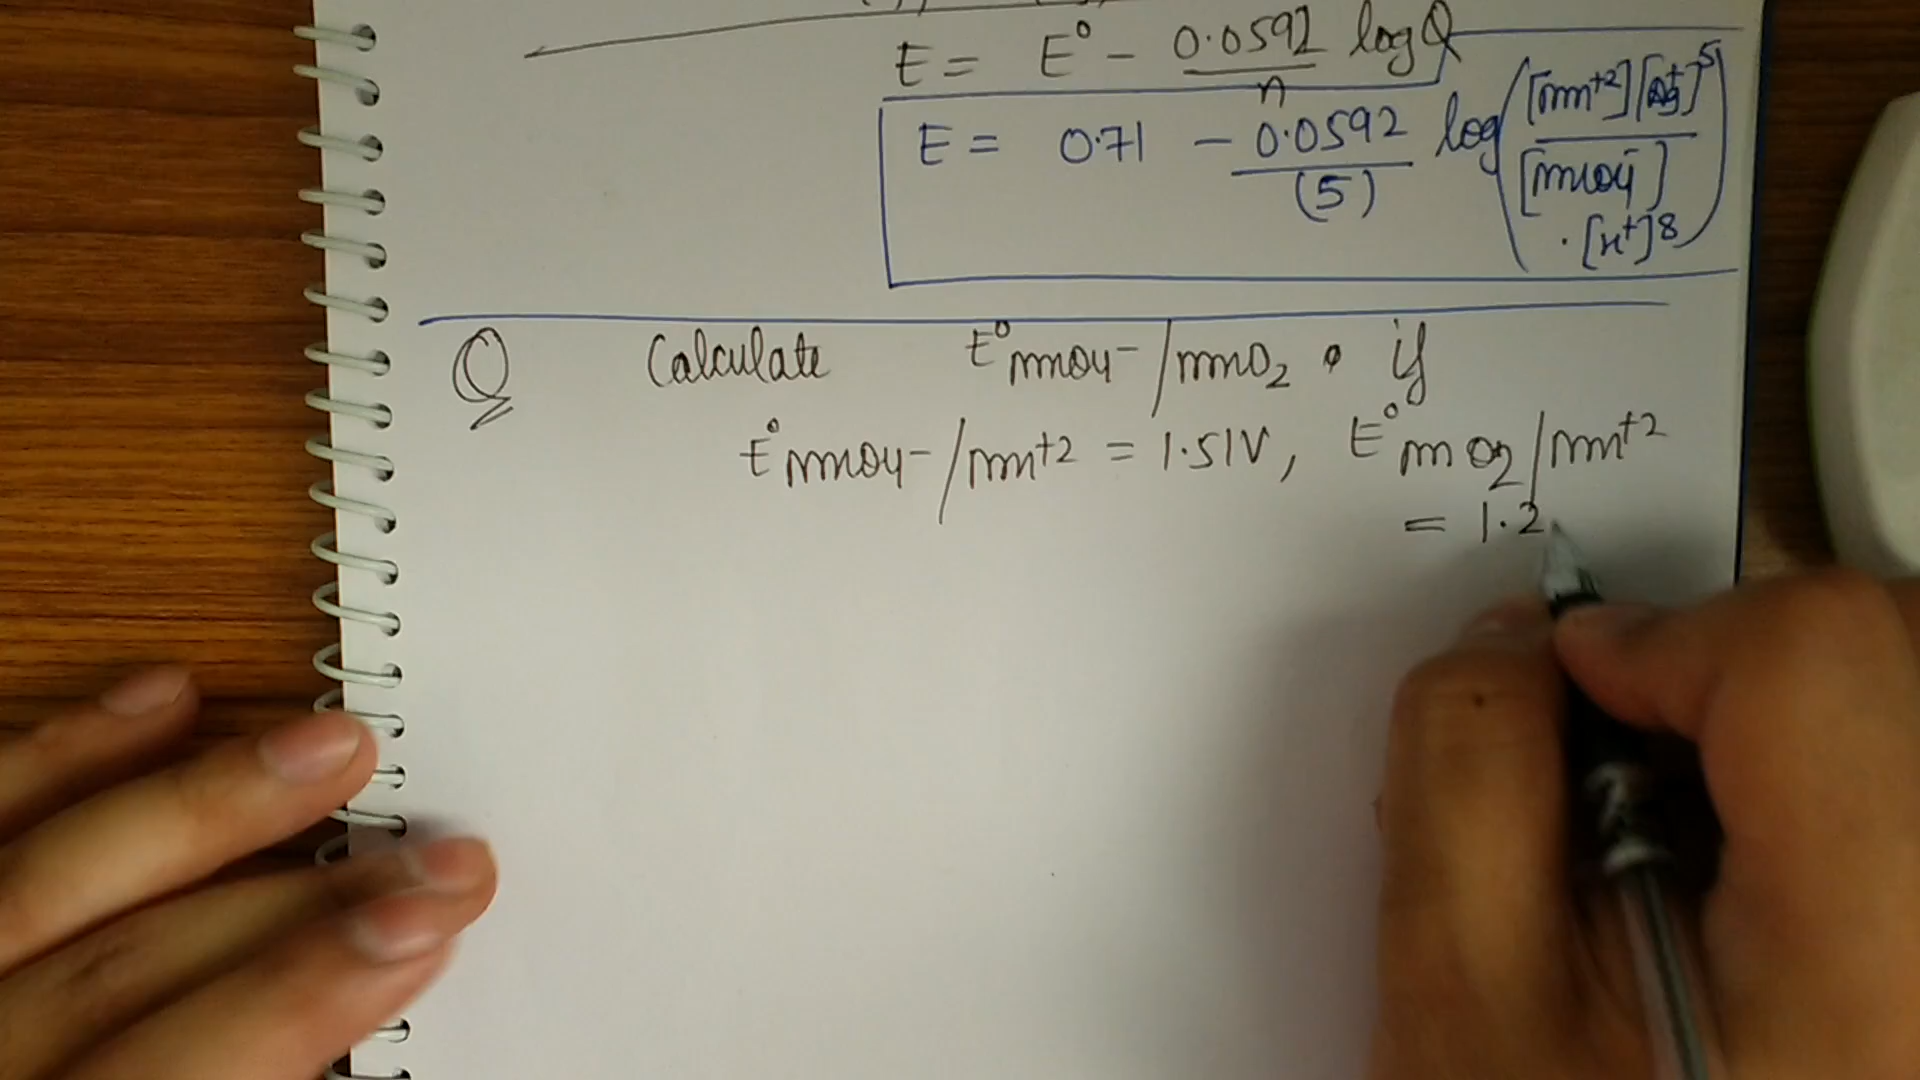 E = E° - 0.0592/n log Q
E = 0.71 - 0.0592/(5) log([mn+2][Ag+]5/[mno4-]·[H+]8)
Q Calculate E°mno4-/mnO2 . if
E°mno4-/mn+2 = 1.51V, E°mO2/mn+2
= 1.2